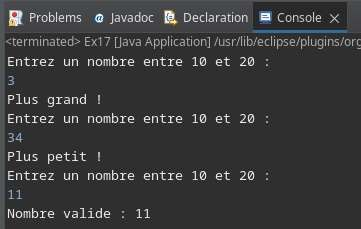 Problems Javadoc Declaration Console
<terminated> Ex17 [Java Application] /usr/lib/eclipse/plugins/org
Entrez un nombre entre 10 et 20 :
3
Plus grand !
Entrez un nombre entre 10 et 20 :
34
Plus petit !
Entrez un nombre entre 10 et 20 :
11
Nombre valide : 11